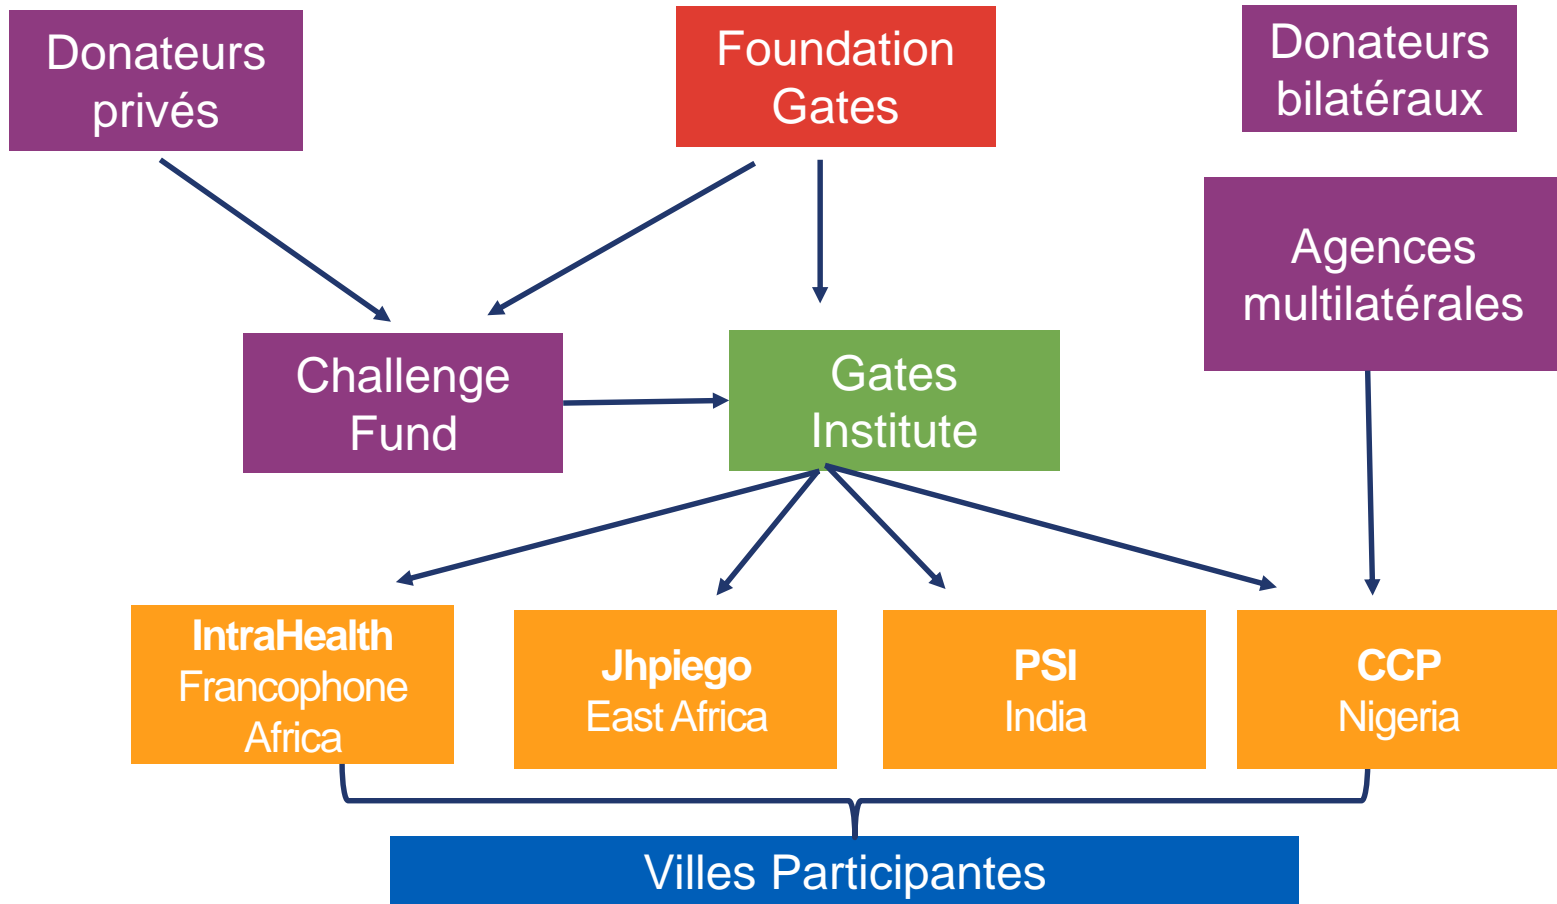 Donateurs
privés
Foundation
Gates
Donateurs
bilatéraux
Agences
multilatérales
Challenge
Fund
Gates
Institute
IntraHealth
Francophone
Africa
Jhpiego
East Africa
PSI
India
CCP
Nigeria
Villes Participantes